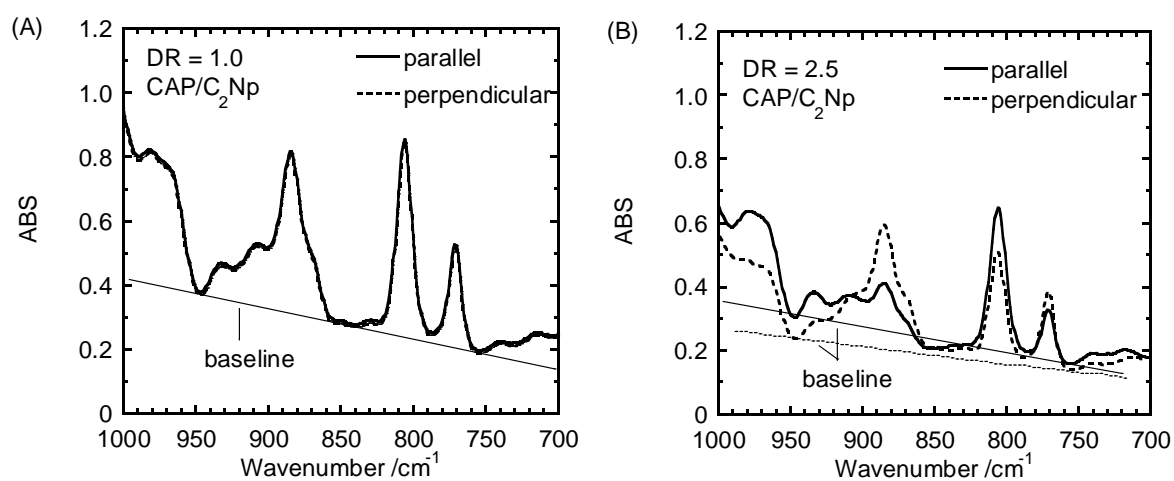 (A)
DR = 1.0
CAP/C2Np
parallel
perpendicular
baseline
1.2
1.0
0.8
0.6
0.4
0.2
0
ABS
1000 950 900 850 800 750 700
Wavenumber /cm-1
(B)
DR = 2.5
CAP/C2Np
parallel
perpendicular
baseline
1.2
1.0
0.8
0.6
0.4
0.2
0
ABS
1000 950 900 850 800 750 700
Wavenumber /cm-1